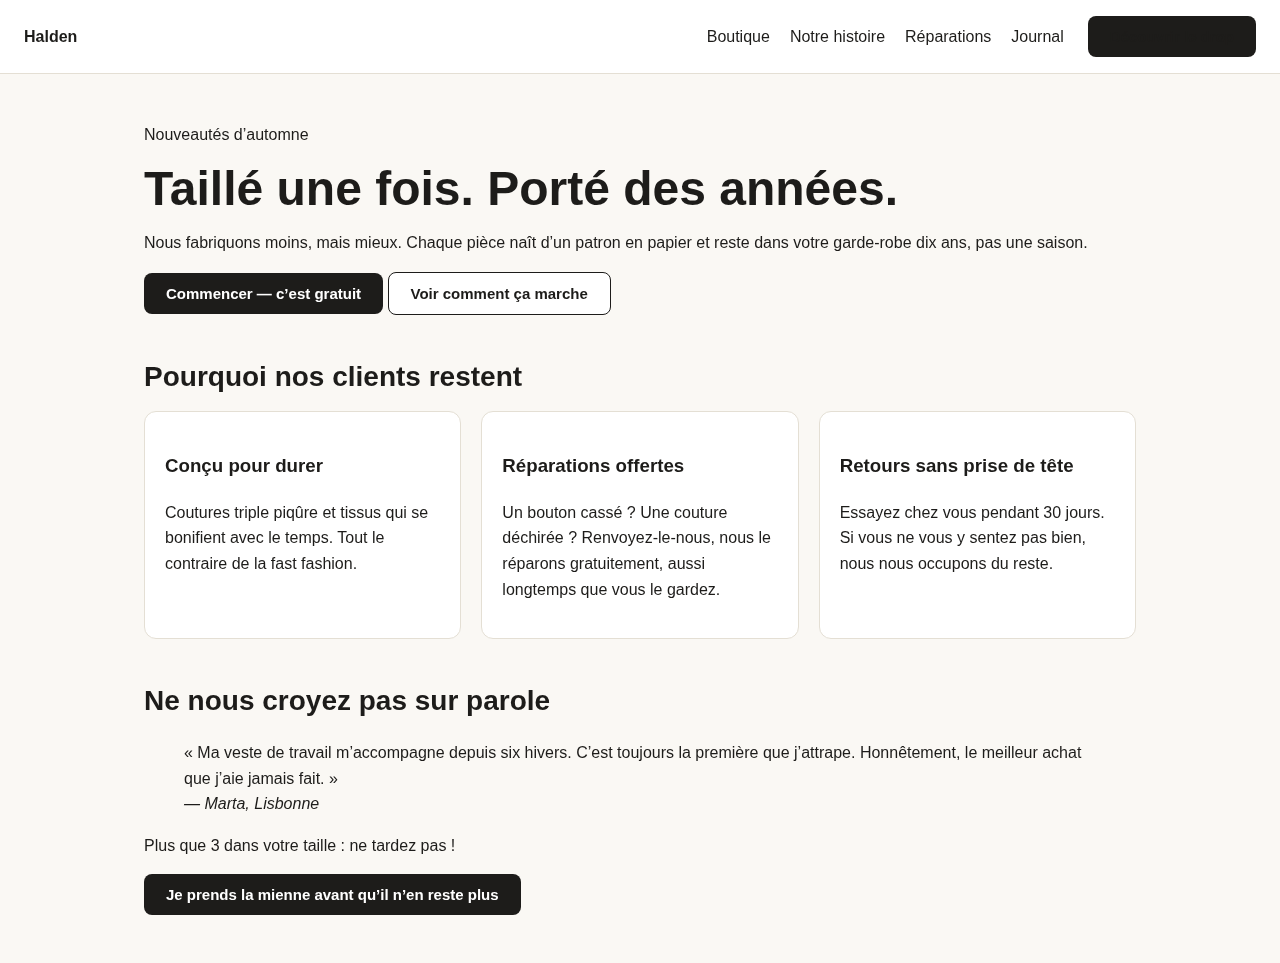 Halden
Boutique
Notre histoire
Réparations
Journal
Nouveautés d’automne
Taillé une fois. Porté des années.
Nous fabriquons moins, mais mieux. Chaque pièce naît d’un patron en papier et reste dans votre garde-robe dix ans, pas une saison.
Commencer — c’est gratuit
Voir comment ça marche
Pourquoi nos clients restent
Conçu pour durer
Coutures triple piqûre et tissus qui se
bonifient avec le temps. Tout le
contraire de la fast fashion.
Réparations offertes
Un bouton cassé ? Une couture
déchirée ? Renvoyez-le-nous, nous le
réparons gratuitement, aussi
longtemps que vous le gardez.
Retours sans prise de tête
Essayez chez vous pendant 30 jours.
Si vous ne vous y sentez pas bien,
nous nous occupons du reste.
Ne nous croyez pas sur parole
« Ma veste de travail m’accompagne depuis six hivers. C’est toujours la première que j’attrape. Honnêtement, le meilleur achat
que j’aie jamais fait. »
— Marta, Lisbonne
Plus que 3 dans votre taille : ne tardez pas !
Je prends la mienne avant qu’il n’en reste plus